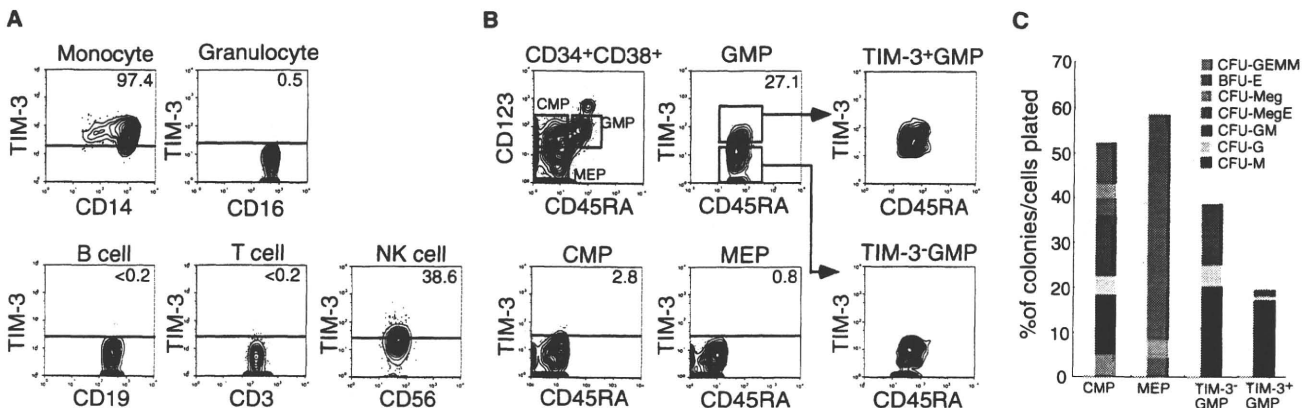 A
Monocyte
97.4
TIM-3
CD14
Granulocyte
0.5
TIM-3
CD16
B cell
<0.2
TIM-3
CD19
T cell
<0.2
TIM-3
CD3
NK cell
38.6
TIM-3
CD56
B
CD34+CD38+
CMP
GMP
MEP
CD123
CD45RA
GMP
27.1
TIM-3
CD45RA
TIM-3+GMP
TIM-3
CD45RA
CMP
2.8
TIM-3
CD45RA
MEP
0.8
TIM-3
CD45RA
TIM-3-GMP
TIM-3
CD45RA
C
%of colonies/cells plated
70
60
50
40
30
20
10
0
CFU-GEMM
BFU-E
CFU-Meg
CFU-MegE
CFU-GM
CFU-G
CFU-M
CMP
MEP
TIM-3-
GMP
TIM-3+
GMP